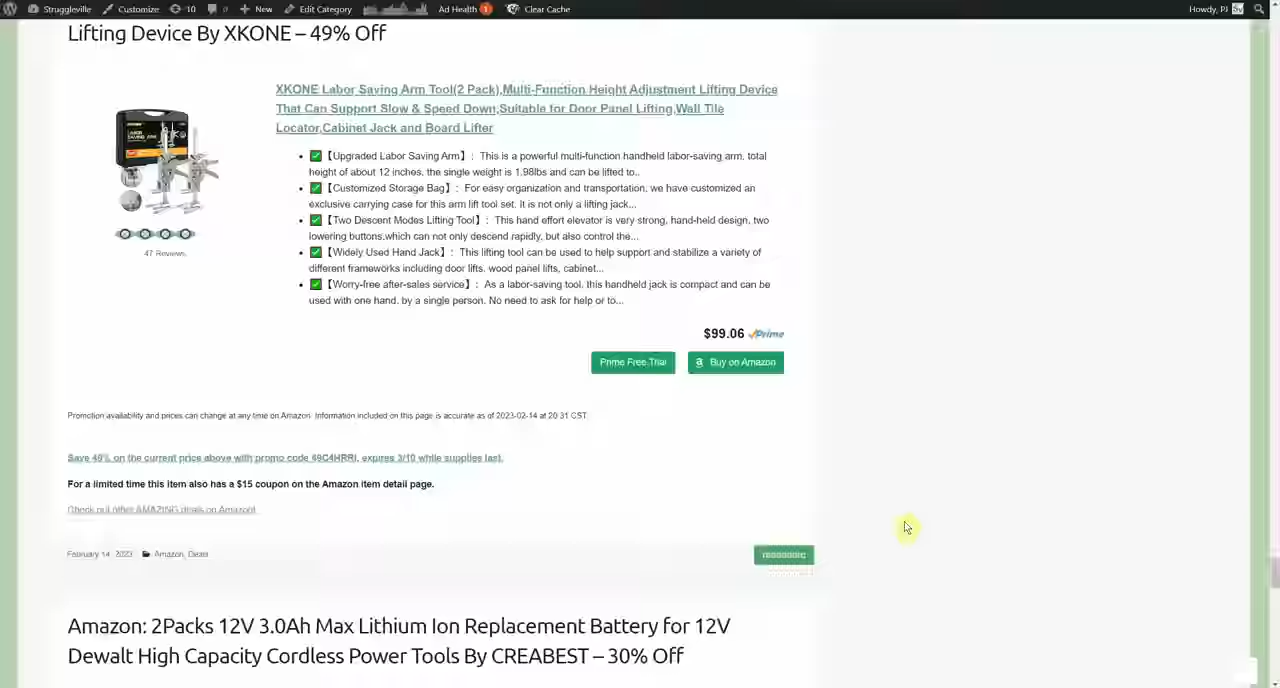 Struggleville Customize 10 0 New Edit Category Ad Health 1 Clear Cache Howdy, PJ
Lifting Device By XKONE – 49% Off
XKONE Labor Saving Arm Tool(2 Pack),Multi-Function Height Adjustment Lifting Device
That Can Support Slow & Speed Down,Suitable for Door Panel Lifting,Wall Tile
Locator,Cabinet Jack and Board Lifter
✅【Upgraded Labor Saving Arm】: This is a powerful multi-function handheld labor-saving arm, total
height of about 12 inches, the single weight is 1.98lbs and can be lifted to..
✅【Customized Storage Bag】: For easy organization and transportation, we have customized an
exclusive carrying case for this arm lift tool set. It is not only a lifting jack...
✅【Two Descent Modes Lifting Tool】: This hand effort elevator is very strong, hand-held design, two
lowering buttons,which can not only descend rapidly, but also control the...
✅【Widely Used Hand Jack】: This lifting tool can be used to help support and stabilize a variety of
different frameworks including door lifts, wood panel lifts, cabinet...
✅【Worry-free after-sales service】: As a labor-saving tool, this handheld jack is compact and can be
used with one hand, by a single person. No need to ask for help or to...
47 Reviews
$99.06 Prime
Prime Free Trial Buy on Amazon
Promotion availability and prices can change at any time on Amazon. Information included on this page is accurate as of 2023-02-14 at 20:31 CST.
Save 49% on the current price above with promo code 69C4HRRI, expires 3/10 while supplies last.
For a limited time this item also has a $15 coupon on the Amazon item detail page.
Check out other AMAZING deals on Amazon!
February 14, 2023 Amazon, Deals
Amazon: 2Packs 12V 3.0Ah Max Lithium Ion Replacement Battery for 12V
Dewalt High Capacity Cordless Power Tools By CREABEST – 30% Off